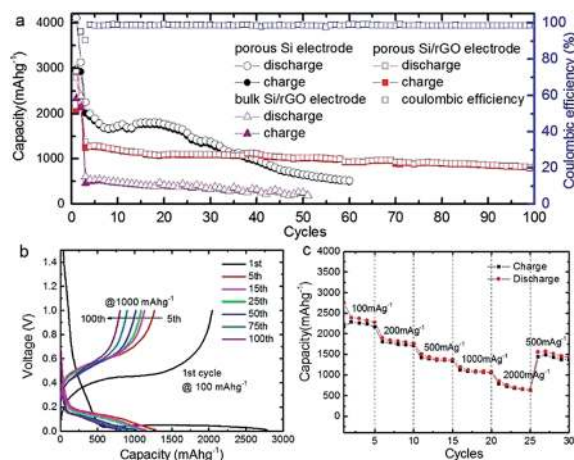 a
4000
3000
2000
1000
0
Capacity(mAhg-1)
0 10 20 30 40 50 60 70 80 90 100
Cycles
100
80
60
40
20
0
Coulombic efficiency(%)
porous Si electrode
discharge
charge
bulk Si/rGO electrode
discharge
charge
porous Si/rGO electrode
discharge
charge
coulombic efficiency
b
1.4
1.2
1.0
0.8
0.6
0.4
0.2
0.0
Voltage (V)
@1000 mAhg-1
100th 5th
1st cycle
@ 100 mAhg-1
1st
5th
15th
25th
50th
75th
100th
0 500 1000 1500 2000 2500 3000
Capacity (mAhg-1)
c
4000
3500
3000
2500
2000
1500
1000
500
0
Capacity(mAhg-1)
Charge
Discharge
100mAg-1
200mAg-1
500mAg-1
1000mAg-1
2000mAg-1
500mAg-1
5 10 15 20 25 30
Cycles